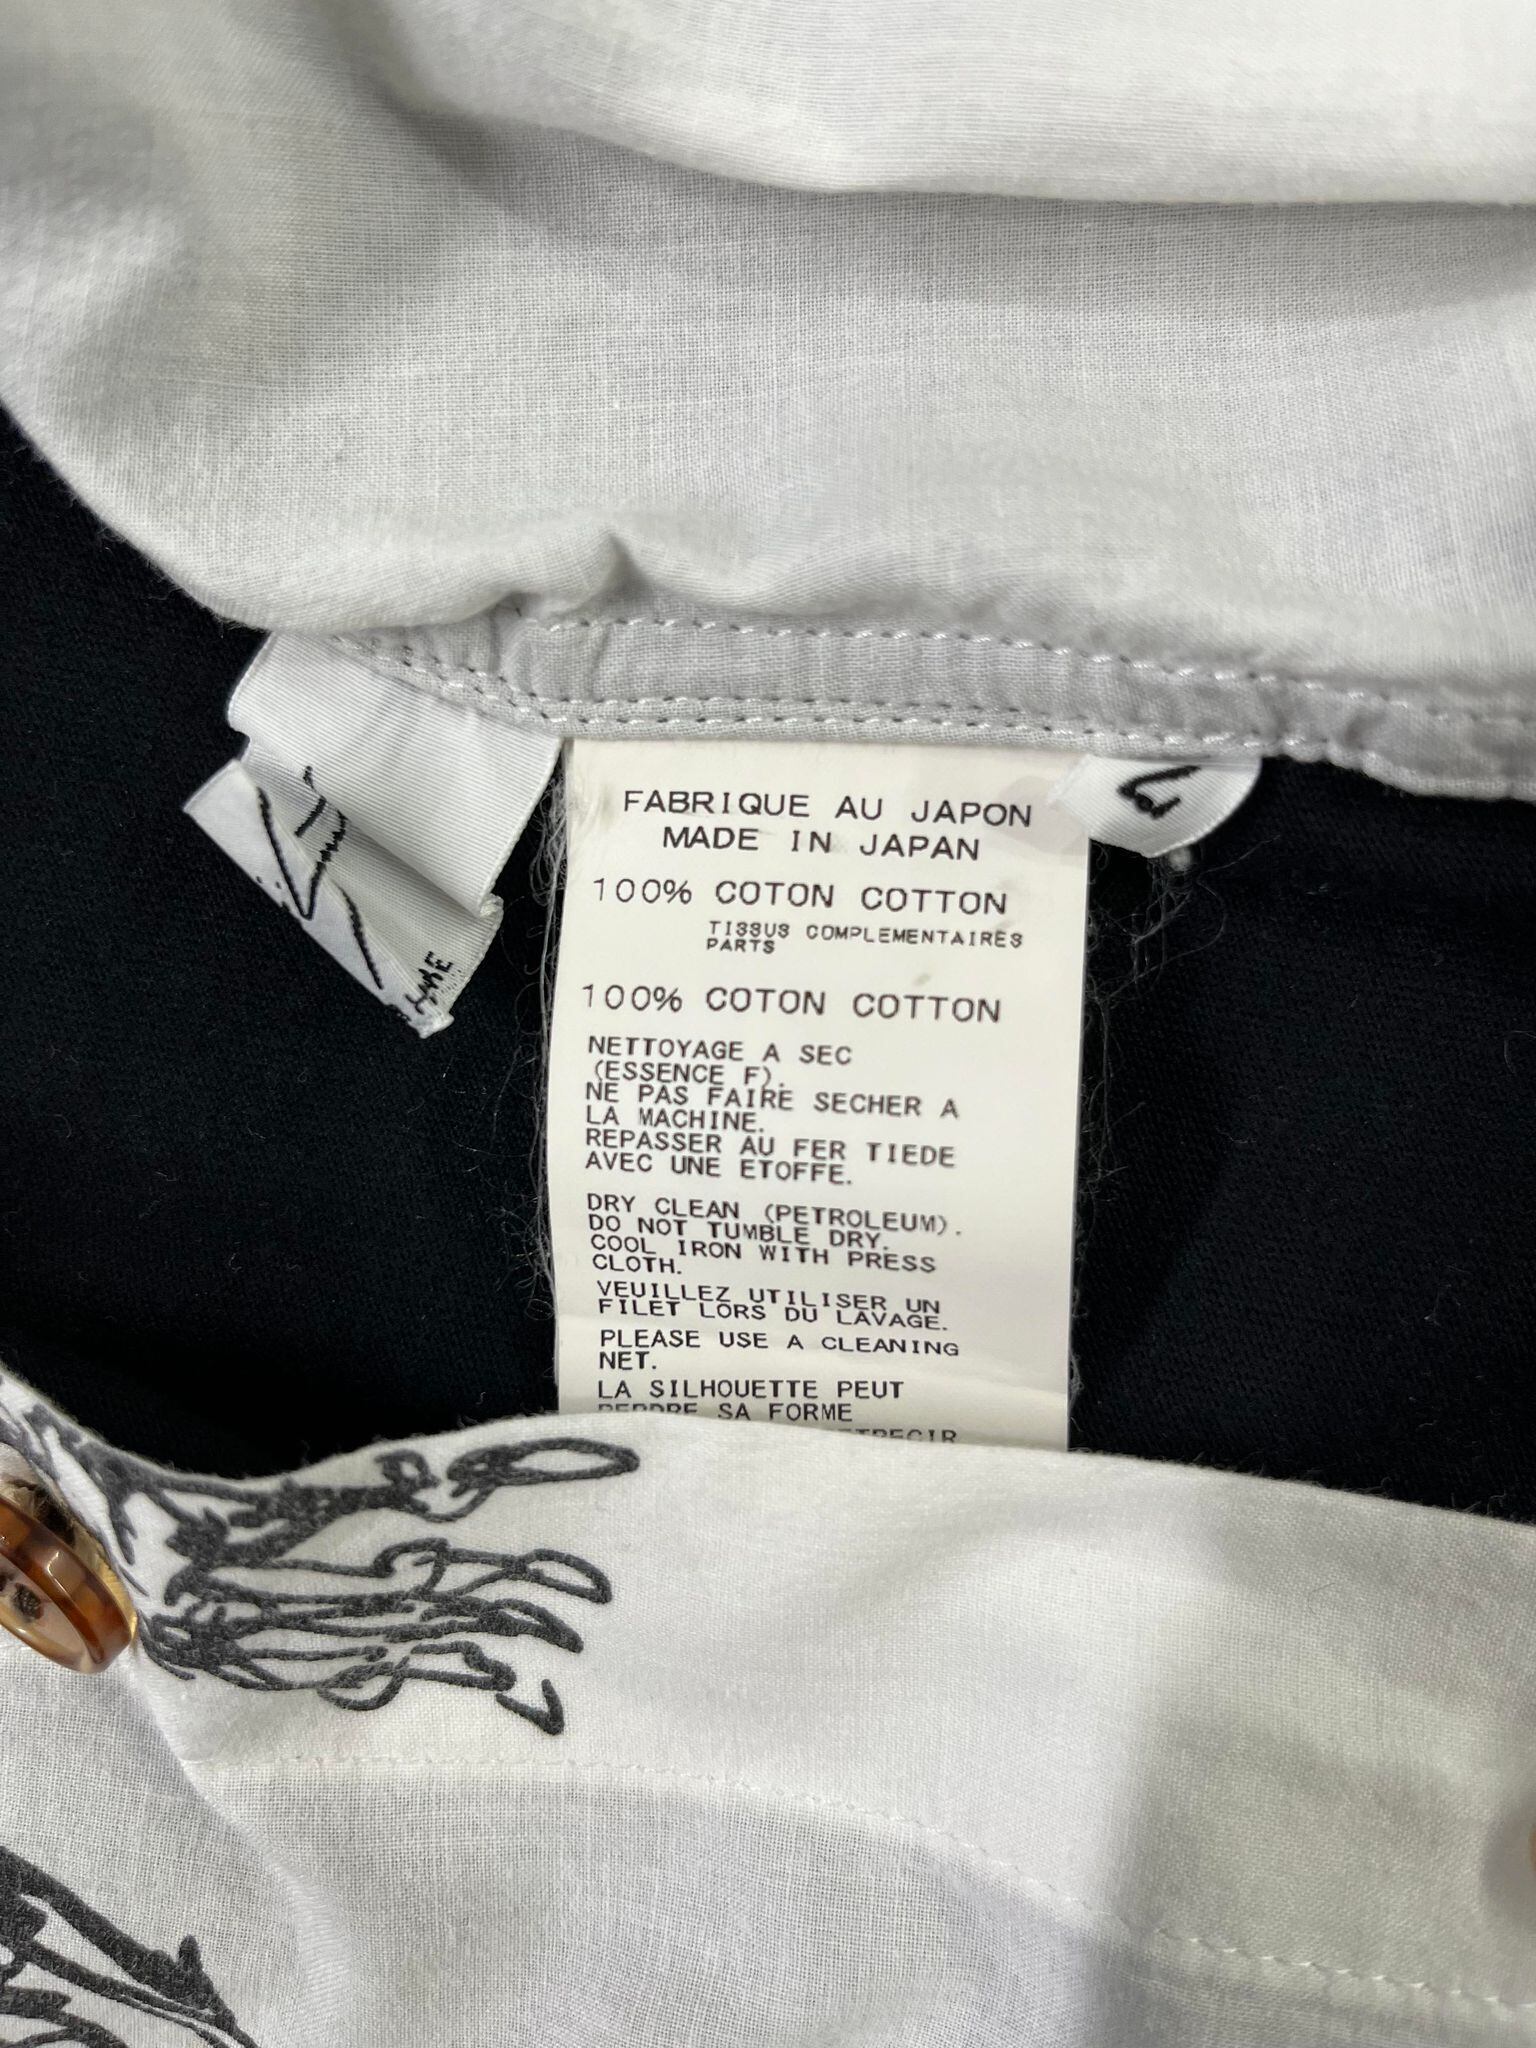 FABRIQUE AU JAPON
MADE IN JAPAN
100% COTON COTTON
TISSUS COMPLEMENTAIRES
PARTS
100% COTON COTTON
NETTOYAGE A SEC
(ESSENCE F).
NE PAS FAIRE SECHER A
LA MACHINE.
REPASSER AU FER TIEDE
AVEC UNE ETOFFE.
DRY CLEAN (PETROLEUM).
DO NOT TUMBLE DRY.
COOL IRON WITH PRESS
CLOTH.
VEUILLEZ UTILISER UN
FILET LORS DU LAVAGE.
PLEASE USE A CLEANING
NET.
LA SILHOUETTE PEUT
PERDRE SA FORME